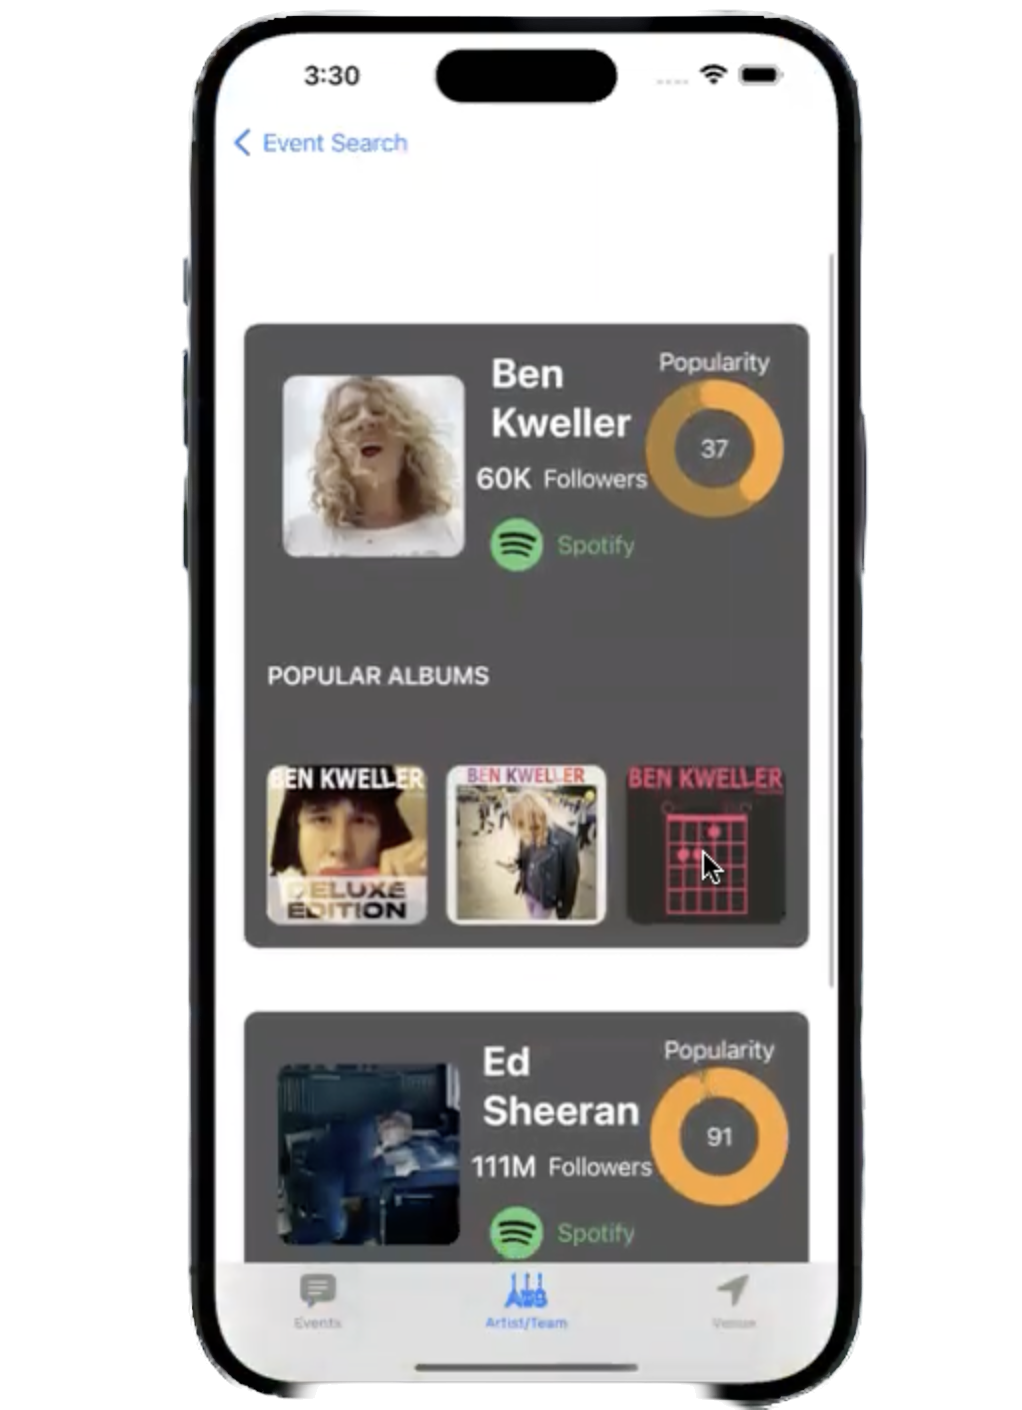 3:30
Event Search
Ben
Kweller
60K Followers
Spotify
Popularity
37
POPULAR ALBUMS
BEN KWELLER
DELUXE
EDITION
BEN KWELLER
BEN KWELLER
Ed
Sheeran
111M Followers
Spotify
Popularity
91
Events
Artist/Team
Venue